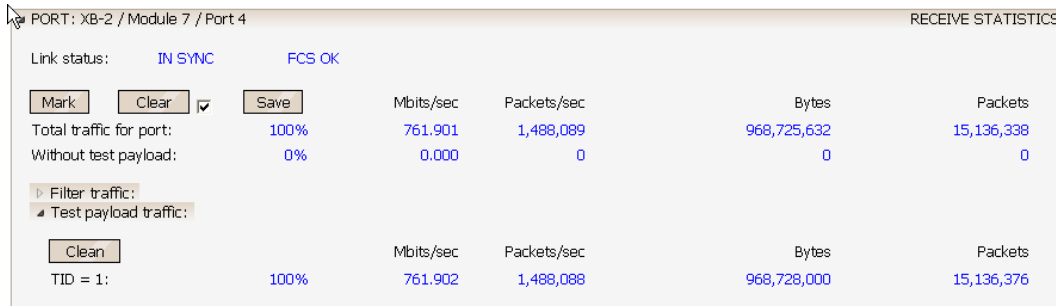 PORT: XB-2 / Module 7 / Port 4 RECEIVE STATISTICS
Link status: IN SYNC FCS OK
Mark Clear Save Mbits/sec Packets/sec Bytes Packets
Total traffic for port: 100% 761.901 1,488,089 968,725,632 15,136,338
Without test payload: 0% 0.000 0 0 0
Filter traffic:
Test payload traffic:
Clean Mbits/sec Packets/sec Bytes Packets
TID = 1: 100% 761.902 1,488,088 968,728,000 15,136,376